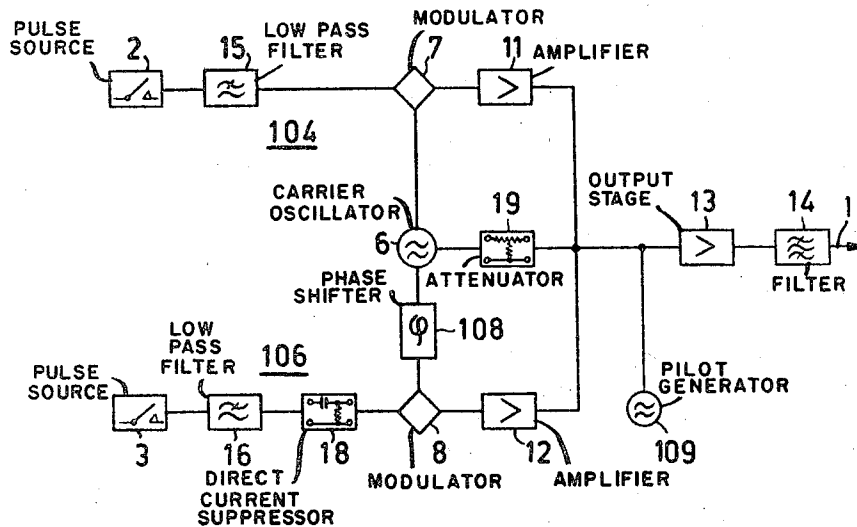 MODULATOR
PULSE
SOURCE
2
15
LOW PASS
FILTER
7
11
AMPLIFIER
104
CARRIER
OSCILLATOR
6
19
ATTENUATOR
OUTPUT
STAGE
13
14
1
FILTER
PHASE
SHIFTER
φ
108
LOW
PASS
FILTER
106
PULSE
SOURCE
3
16
18
DIRECT
CURRENT
SUPPRESSOR
8
MODULATOR
12
AMPLIFIER
PILOT
GENERATOR
109